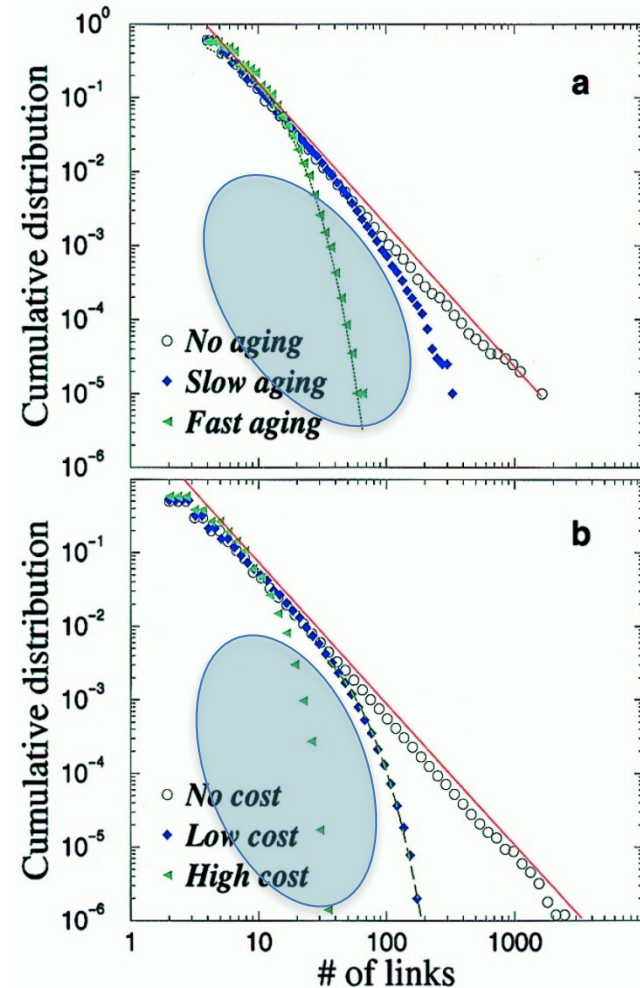 10⁰
a
10⁻¹
10⁻²
10⁻³
10⁻⁴
10⁻⁵
10⁻⁶
Cumulative distribution
No aging
Slow aging
Fast aging
b
10⁻¹
10⁻²
10⁻³
10⁻⁴
10⁻⁵
10⁻⁶
Cumulative distribution
No cost
Low cost
High cost
1 10 100 1000
# of links